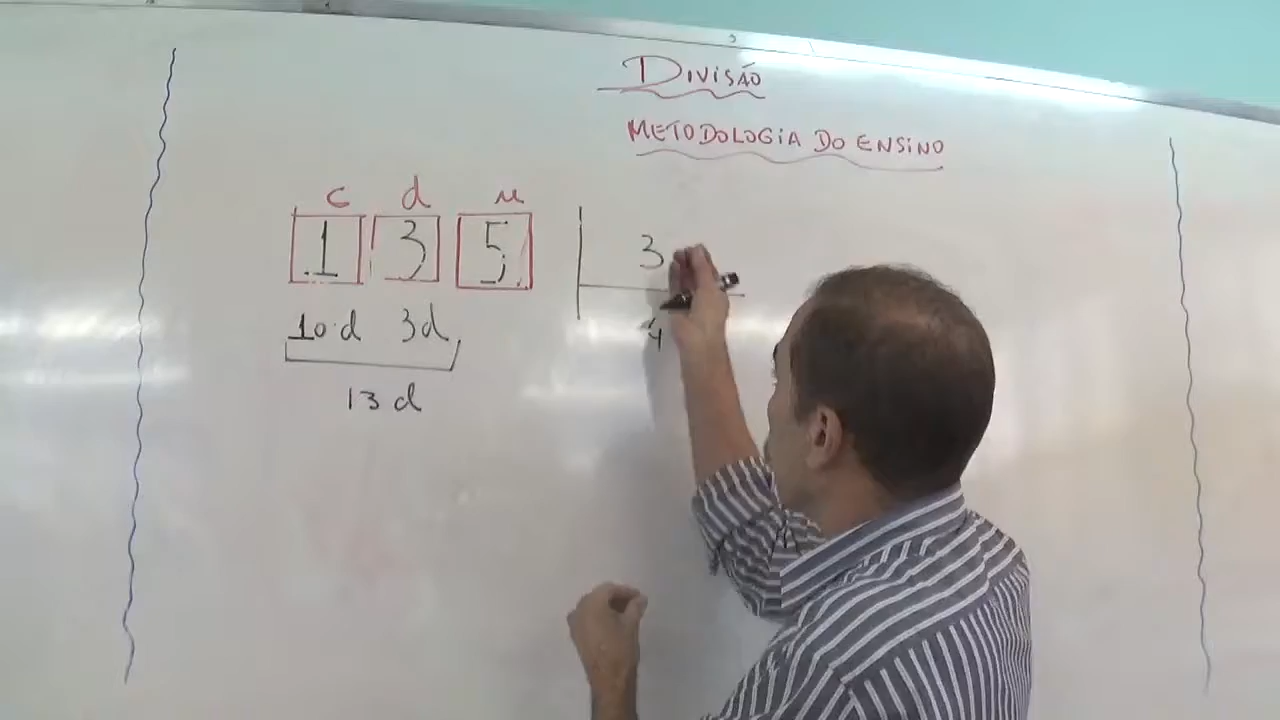 DIVISÃO
METODOLOGIA DO ENSINO
c d u
1 3 5 3
10 d 3d 4
13 d